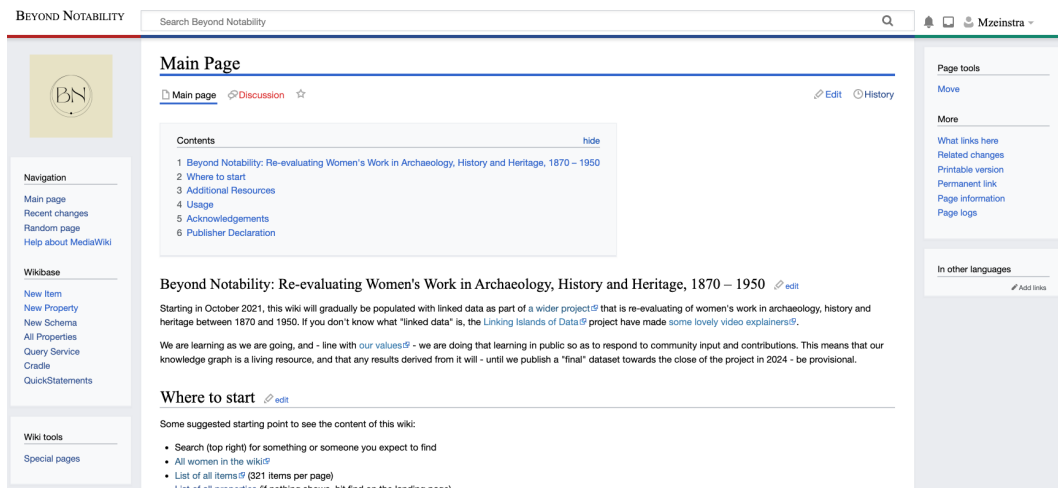 BEYOND NOTABILITY
Search Beyond Notability
Mzeinstra
BN
Navigation
Main page
Recent changes
Random page
Help about MediaWiki
Wikibase
New Item
New Property
New Schema
All Properties
Query Service
Cradle
QuickStatements
Wiki tools
Special pages
Main Page
Main page Discussion
Edit History
Contents hide
1 Beyond Notability: Re-evaluating Women's Work in Archaeology, History and Heritage, 1870 – 1950
2 Where to start
3 Additional Resources
4 Usage
5 Acknowledgements
6 Publisher Declaration
Beyond Notability: Re-evaluating Women's Work in Archaeology, History and Heritage, 1870 – 1950 edit
Starting in October 2021, this wiki will gradually be populated with linked data as part of a wider project that is re-evaluating of women's work in archaeology, history and
heritage between 1870 and 1950. If you don't know what "linked data" is, the Linking Islands of Data project have made some lovely video explainers.
We are learning as we are going, and - line with our values - we are doing that learning in public so as to respond to community input and contributions. This means that our
knowledge graph is a living resource, and that any results derived from it will - until we publish a "final" dataset towards the close of the project in 2024 - be provisional.
Where to start edit
Some suggested starting point to see the content of this wiki:
• Search (top right) for something or someone you expect to find
• All women in the wiki
• List of all items (321 items per page)
• List of all properties (if nothing shows, hit find on the landing page)
Page tools
Move
More
What links here
Related changes
Printable version
Permanent link
Page information
Page logs
In other languages
Add links